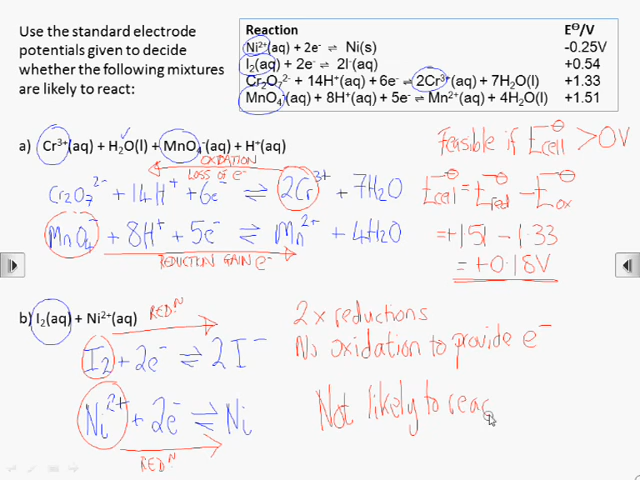 Use the standard electrode
potentials given to decide
whether the following mixtures
are likely to react:
Reaction E⊖/V
Ni²⁺(aq) + 2e⁻ ⇌ Ni(s) -0.25V
I₂(aq) + 2e⁻ ⇌ 2I⁻(aq) +0.54
Cr₂O₇²⁻ + 14H⁺(aq) + 6e⁻ ⇌ 2Cr³⁺(aq) + 7H₂O(l) +1.33
MnO₄⁻(aq) + 8H⁺(aq) + 5e⁻ ⇌ Mn²⁺(aq) + 4H₂O(l) +1.51
a) Cr³⁺(aq) + H₂O(l) + MnO₄⁻(aq) + H⁺(aq)
OXIDATION
LOSS OF e⁻
Cr₂O₇²⁻ + 14H⁺ + 6e⁻ ⇌ 2Cr³⁺ + 7H₂O
MnO₄⁻ + 8H⁺ + 5e⁻ ⇌ Mn²⁺ + 4H₂O
REDUCTION GAIN e⁻
Feasible if E⊖cell > 0V
E⊖cell = E⊖red - E⊖ox
= +1.51 - 1.33
= +0.18V
b) I₂(aq) + Ni²⁺(aq)
REDⁿ
I₂ + 2e⁻ ⇌ 2I⁻
Ni²⁺ + 2e⁻ ⇌ Ni
REDⁿ
2 x reductions
No oxidation to provide e⁻
Not likely to reac